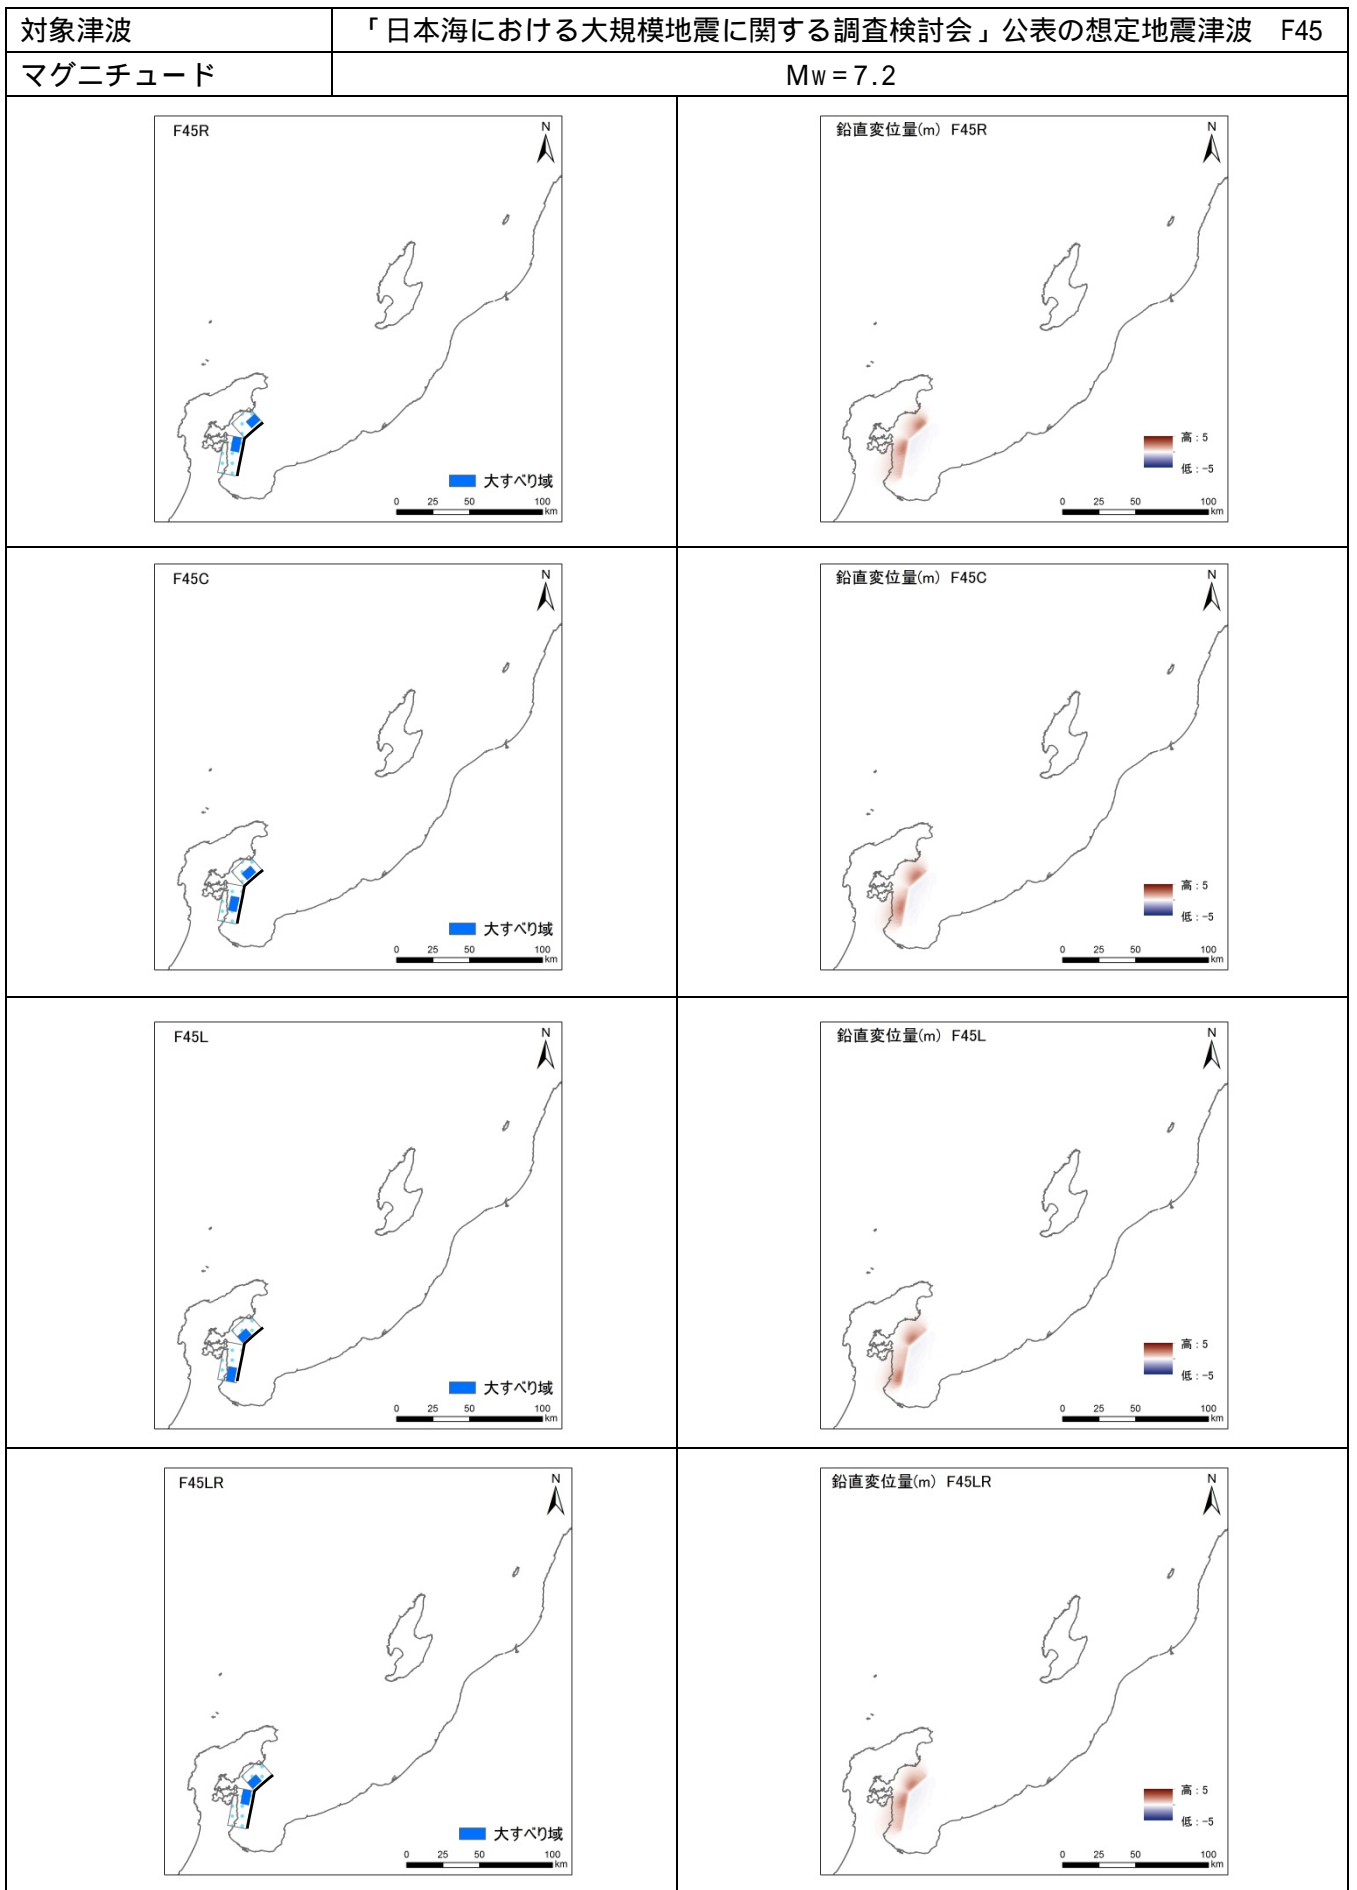 対象津波
「日本海における大規模地震に関する調査検討会」公表の想定地震津波　F45
マグニチュード
Mw=7.2
F45R
N
大すべり域
0 25 50 100
km
鉛直変位量(m) F45R
N
高 : 5
低 : -5
0 25 50 100
km
F45C
N
大すべり域
0 25 50 100
km
鉛直変位量(m) F45C
N
高 : 5
低 : -5
0 25 50 100
km
F45L
N
大すべり域
0 25 50 100
km
鉛直変位量(m) F45L
N
高 : 5
低 : -5
0 25 50 100
km
F45LR
N
大すべり域
0 25 50 100
km
鉛直変位量(m) F45LR
N
高 : 5
低 : -5
0 25 50 100
km